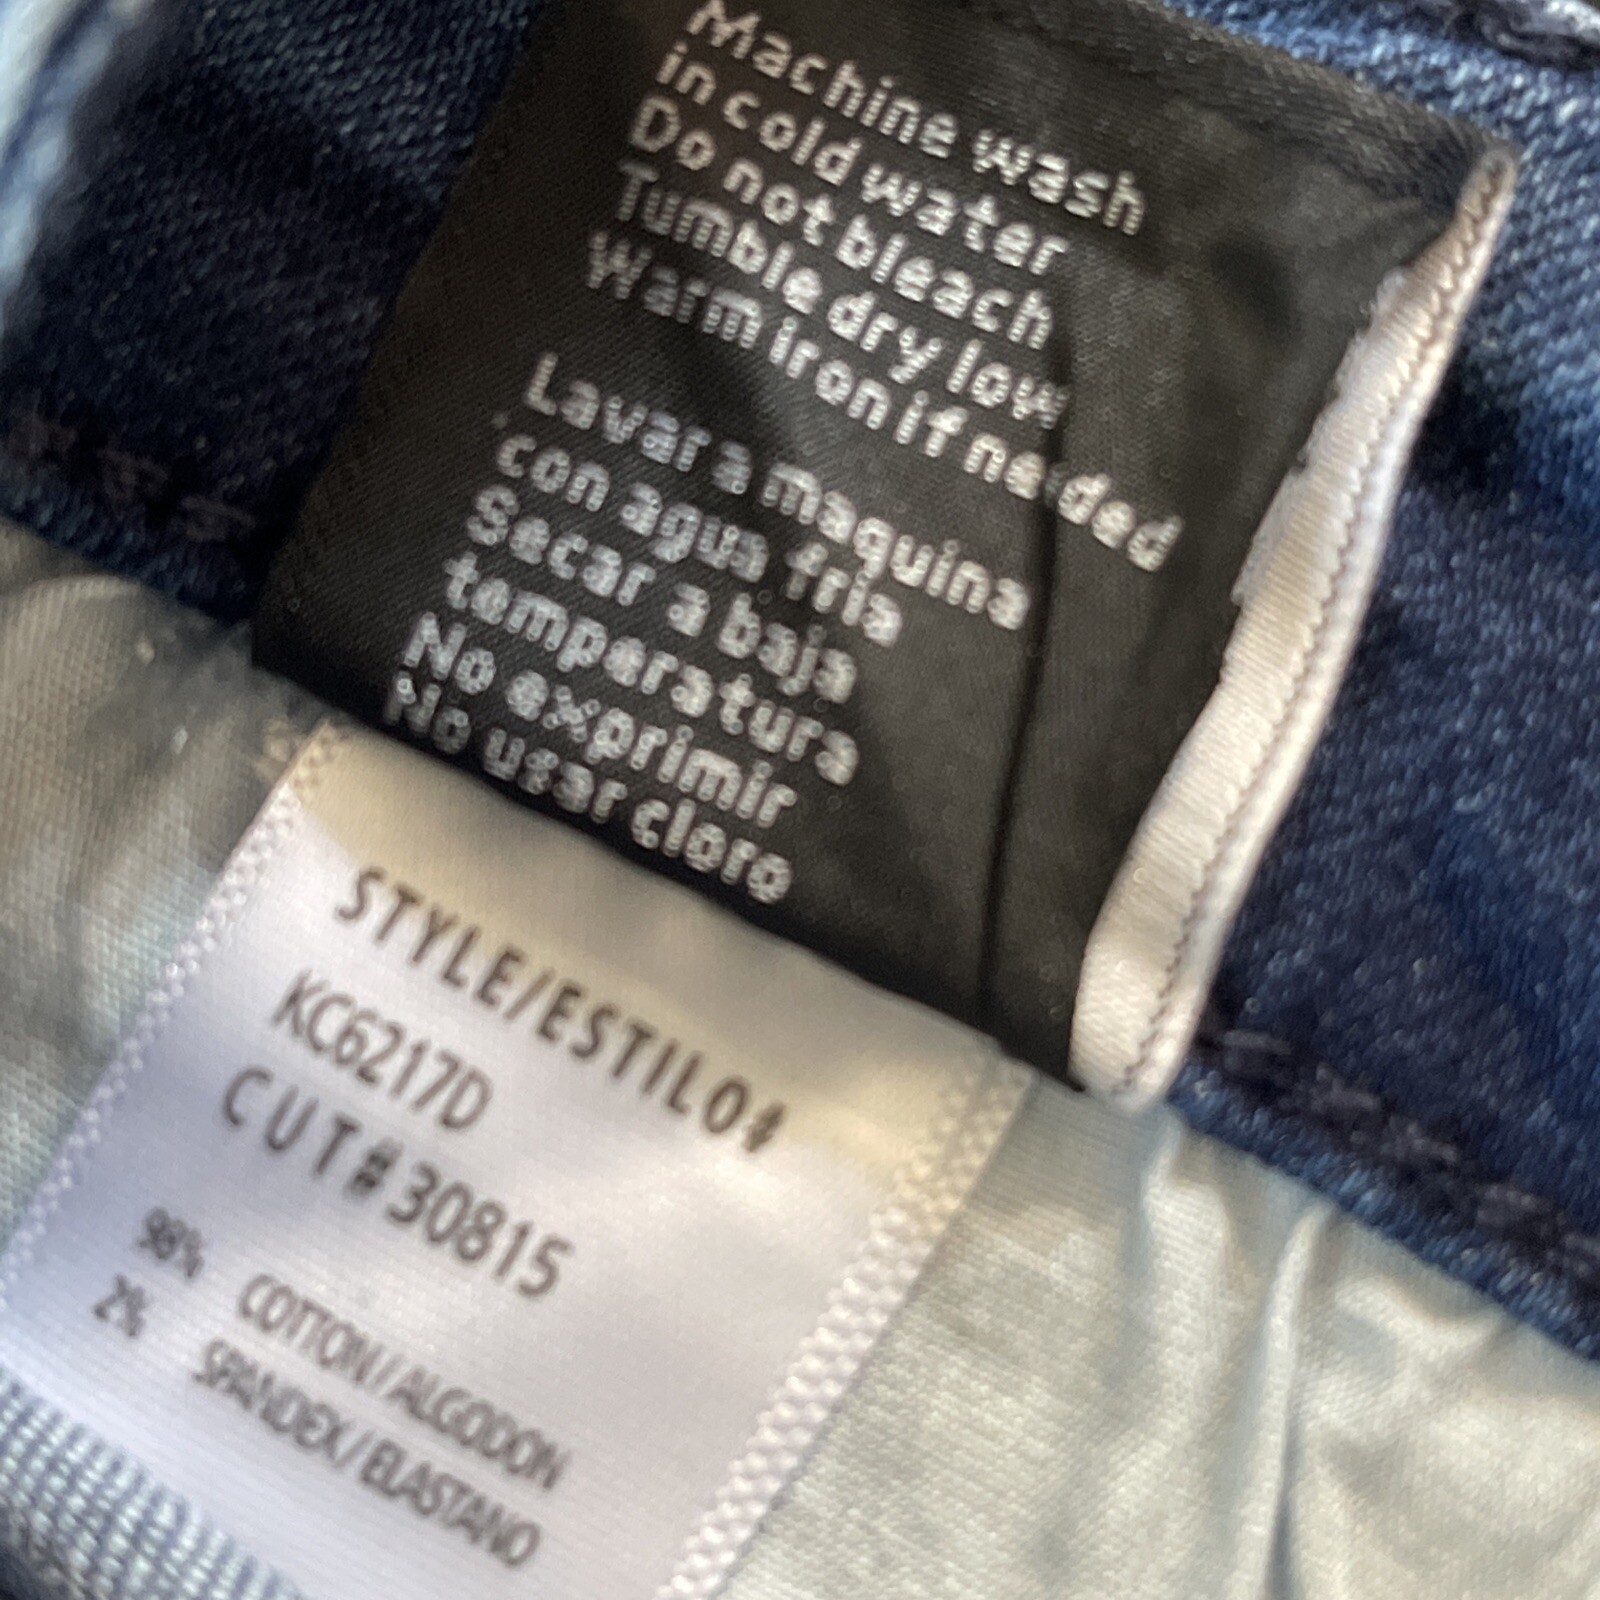 Machine wash
in cold water
Do not bleach
Tumble dry low
Warm iron if needed
Lavar a maquina
con agua fria
Secar a baja
temperatura
No exprimir
No usar cloro
STYLE/ESTILO#
KC6217D
CUT#30815
98% COTTON/ALGODON
2% SPANDEX/ELASTANO